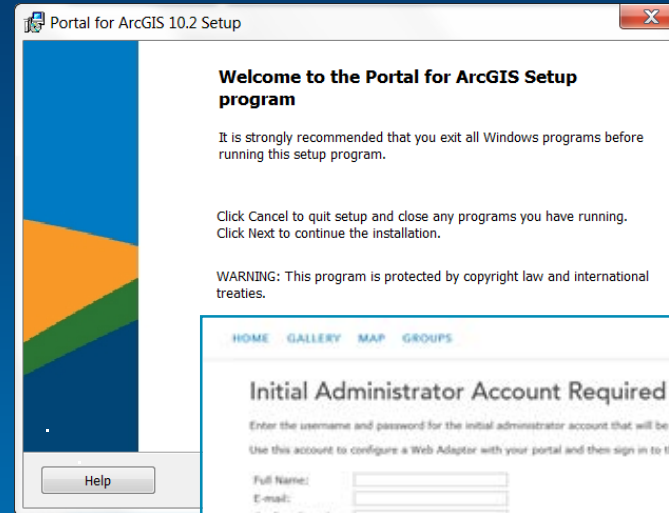 Portal for ArcGIS 10.2 Setup
X
Welcome to the Portal for ArcGIS Setup
program
It is strongly recommended that you exit all Windows programs before
running this setup program.
Click Cancel to quit setup and close any programs you have running.
Click Next to continue the installation.
WARNING: This program is protected by copyright law and international
treaties.
HOME GALLERY MAP GROUPS
Initial Administrator Account Required
Enter the username and password for the initial administrator account that will be
Use this account to configure a Web Adaptor with your portal and then sign in to
Full Name:
E-mail:
Help